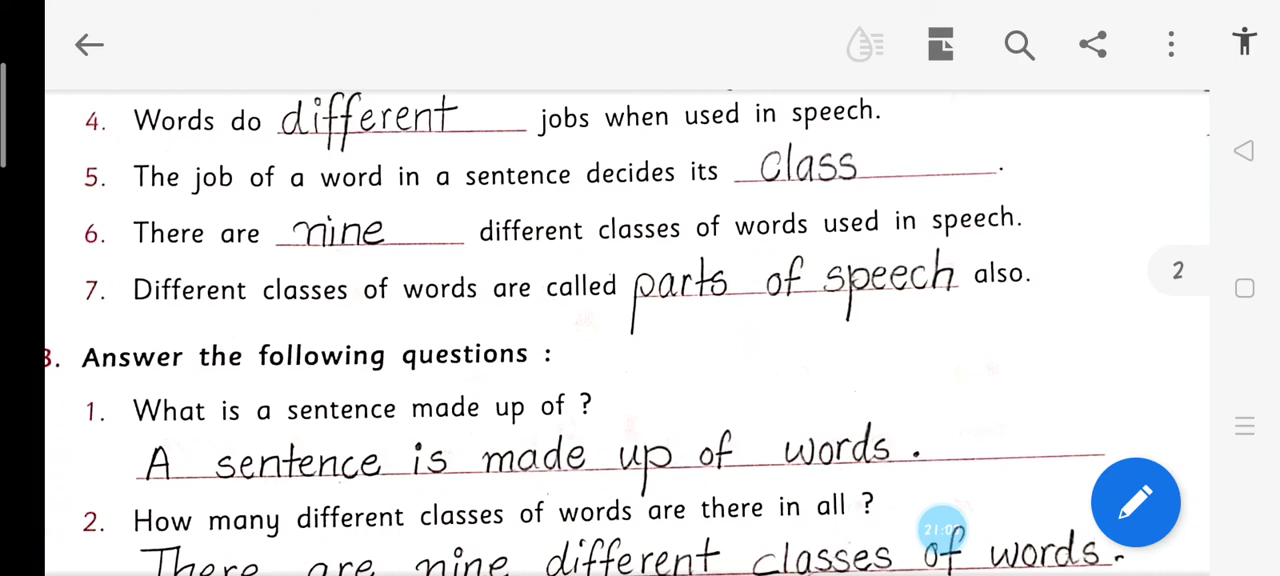 4. Words do different jobs when used in speech.
5. The job of a word in a sentence decides its class.
6. There are nine different classes of words used in speech.
2
7. Different classes of words are called parts of speech also.
3. Answer the following questions :
1. What is a sentence made up of ?
A sentence is made up of words.
2. How many different classes of words are there in all ?
There are nine different classes of words.